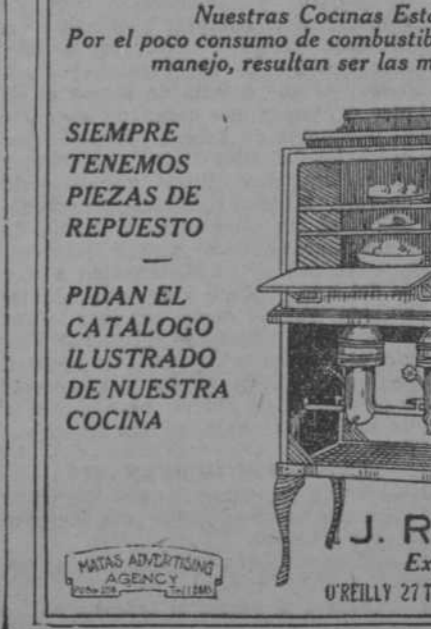 Nuestras Cocinas Est
Por el poco consumo de combustib
manejo, resultan ser las m
SIEMPRE
TENEMOS
PIEZAS DE
REPUESTO
—
PIDAN EL
CATALOGO
ILUSTRADO
DE NUESTRA
COCINA
J. R
Ex
O'REILLY 27 T
MATAS ADVERTISING
AGENCY